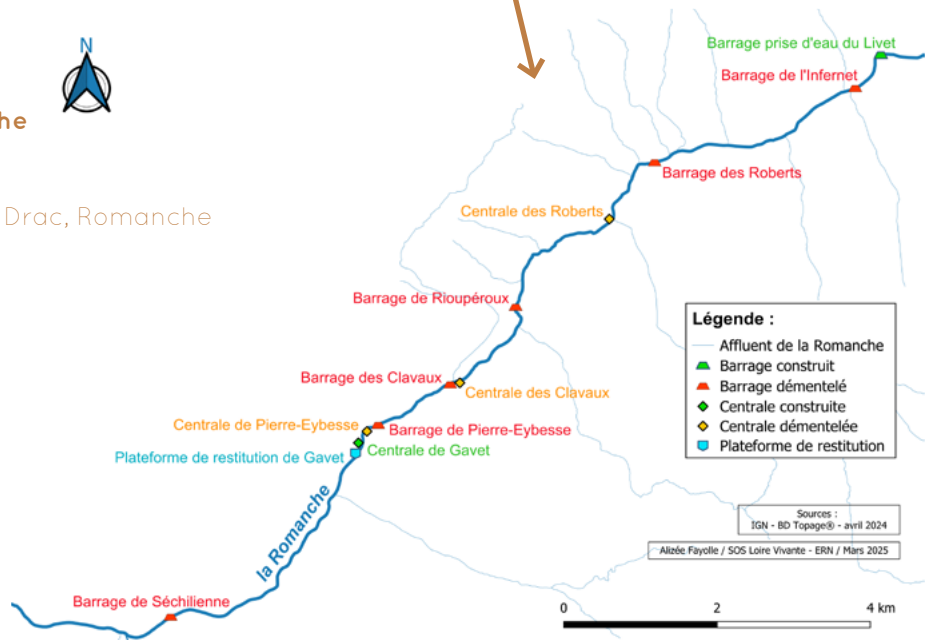 N
he
Drac, Romanche
Barrage prise d'eau du Livet
Barrage de l'Infernet
Barrage des Roberts
Centrale des Roberts
Barrage de Rioupéroux
Barrage des Clavaux
Centrale des Clavaux
Centrale de Pierre-Eybesse
Barrage de Pierre-Eybesse
Centrale de Gavet
Plateforme de restitution de Gavet
la Romanche
Barrage de Séchilienne
Légende :
Affluent de la Romanche
Barrage construit
Barrage démentelé
Centrale construite
Centrale démentelée
Plateforme de restitution
Sources :
IGN - BD Topage® - avril 2024
Alizée Fayolle / SOS Loire Vivante - ERN / Mars 2025
0 2 4 km